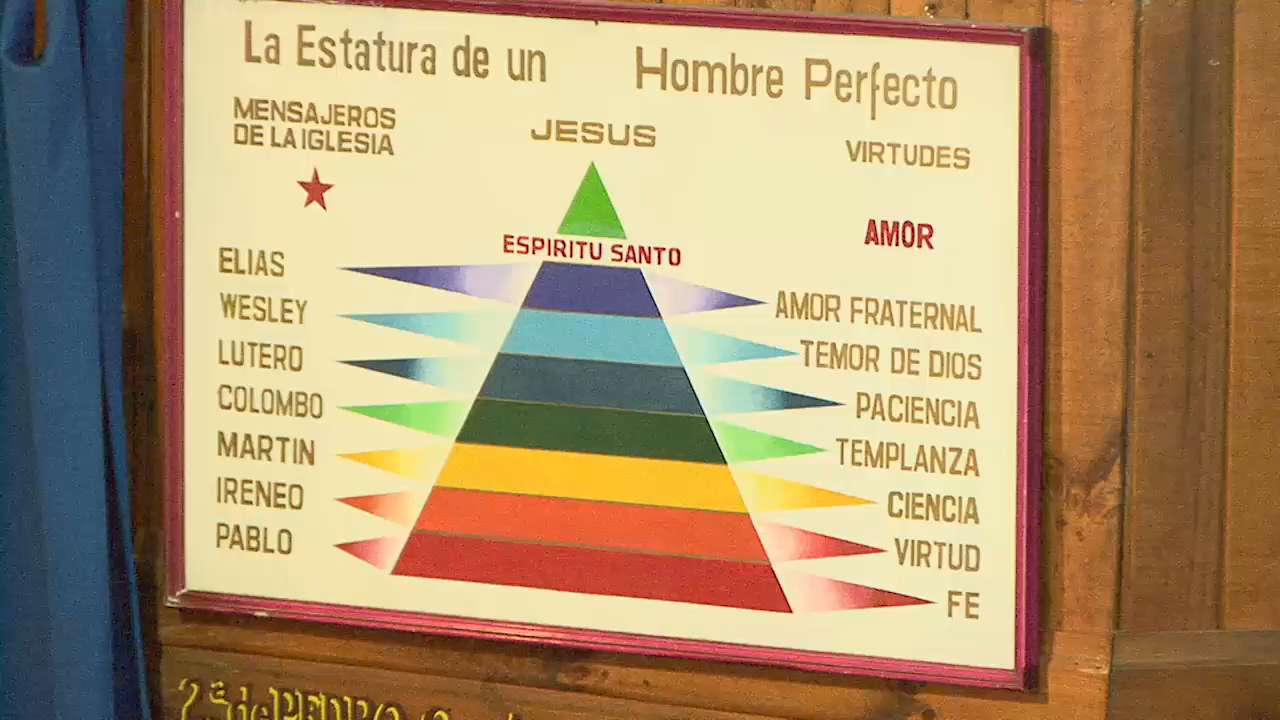 La Estatura de un Hombre Perfecto
MENSAJEROS
DE LA IGLESIA
JESUS
VIRTUDES
AMOR
ESPIRITU SANTO
ELIAS
AMOR FRATERNAL
WESLEY
TEMOR DE DIOS
LUTERO
PACIENCIA
COLOMBO
TEMPLANZA
MARTIN
CIENCIA
IRENEO
VIRTUD
PABLO
FE